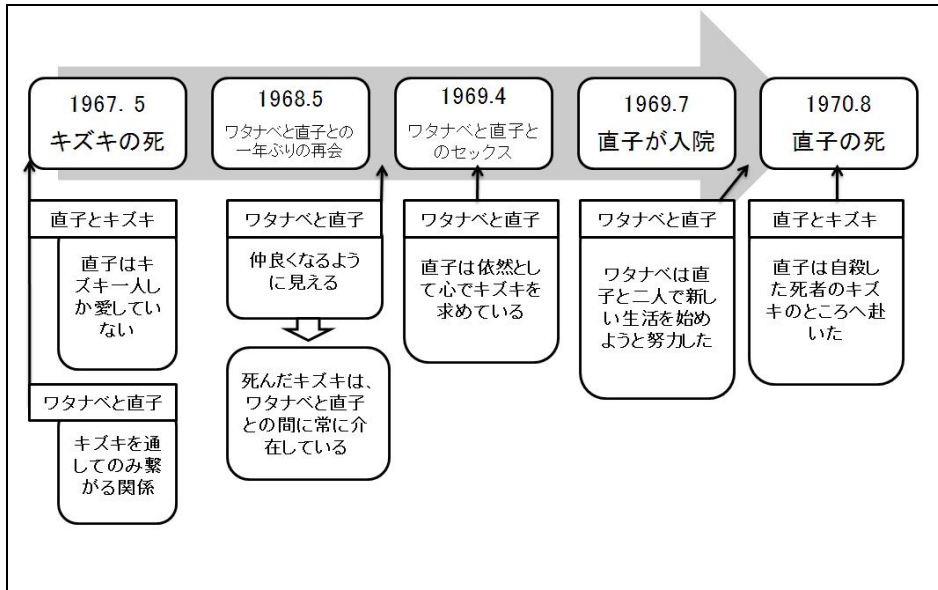 1967. 5
キズキの死
1968.5
ワタナベと直子との
一年ぶりの再会
1969.4
ワタナベと直子と
のセックス
1969.7
直子が入院
1970.8
直子の死
直子とキズキ
直子はキ
ズキ一人し
か愛してい
ない
ワタナベと直子
キズキを通
してのみ繋
がる関係
ワタナベと直子
仲良くなるよう
に見える
死んだキズキは、
ワタナベと直子
との間に常に介
在している
ワタナベと直子
直子は依然とし
て心でキズキを
求めている
ワタナベと直子
ワタナベは直
子と二人で新し
い生活を始め
ようと努力した
直子とキズキ
直子は自殺し
た死者のキズ
キのところへ赴
いた